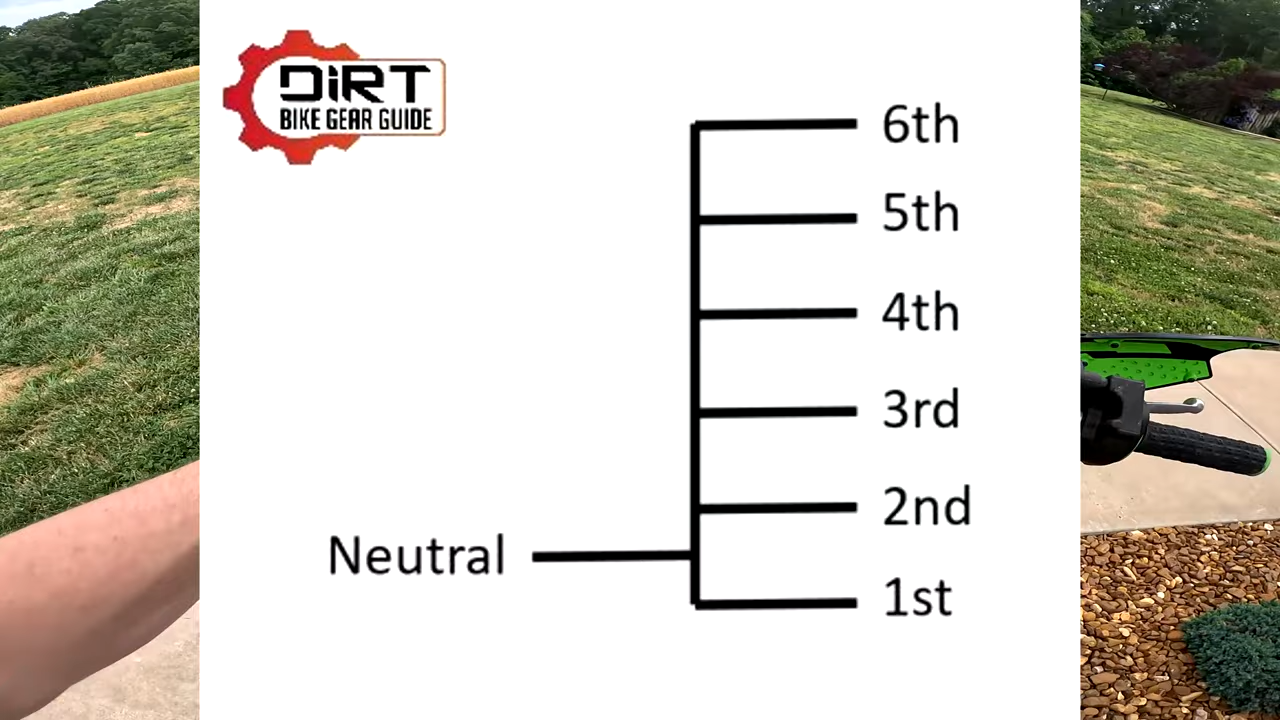 DiRT
BIKE GEAR GUIDE
6th
5th
4th
3rd
2nd
Neutral
1st